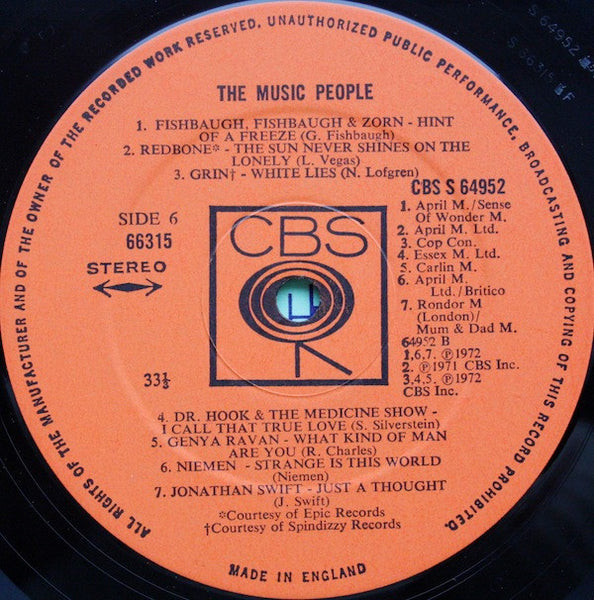 ALL RIGHTS OF THE MANUFACTURER AND OF THE OWNER OF THE RECORDED WORK RESERVED. UNAUTHORIZED PUBLIC PERFORMANCE, BROADCASTING AND COPYING OF THIS RECORD PROHIBITED.
THE MUSIC PEOPLE
1. FISHBAUGH, FISHBAUGH & ZORN - HINT
OF A FREEZE (G. Fishbaugh)
2. REDBONE* - THE SUN NEVER SHINES ON THE
LONELY (L. Vegas)
3. GRIN† - WHITE LIES (N. Lofgren)
SIDE 6
66315
STEREO
33⅓
CBS
CBS S 64952
1. April M./Sense
Of Wonder M.
2. April M. Ltd.
3. Cop Con.
4. Essex M. Ltd.
5. Carlin M.
6. April M.
Ltd./Britico
7. Rondor M
(London)/
Mum & Dad M.
64952 B
1,6,7. ℗1972
2. ℗1971 CBS Inc.
3,4,5. ℗1972
CBS Inc.
4. DR. HOOK & THE MEDICINE SHOW -
I CALL THAT TRUE LOVE (S. Silverstein)
5. GENYA RAVAN - WHAT KIND OF MAN
ARE YOU (R. Charles)
6. NIEMEN - STRANGE IS THIS WORLD
(Niemen)
7. JONATHAN SWIFT - JUST A THOUGHT
(J. Swift)
*Courtesy of Epic Records
†Courtesy of Spindizzy Records
MADE IN ENGLAND
S 64952